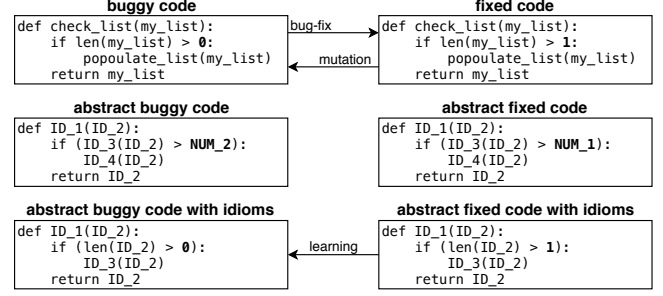 buggy code
def check_list(my_list):
    if len(my_list) > 0:
        popoulate_list(my_list)
    return my_list
bug-fix
mutation
fixed code
def check_list(my_list):
    if len(my_list) > 1:
        popoulate_list(my_list)
    return my_list
abstract buggy code
def ID_1(ID_2):
    if (ID_3(ID_2) > NUM_2):
        ID_4(ID_2)
    return ID_2
abstract fixed code
def ID_1(ID_2):
    if (ID_3(ID_2) > NUM_1):
        ID_4(ID_2)
    return ID_2
abstract buggy code with idioms
def ID_1(ID_2):
    if (len(ID_2) > 0):
        ID_3(ID_2)
    return ID_2
learning
abstract fixed code with idioms
def ID_1(ID_2):
    if (len(ID_2) > 1):
        ID_3(ID_2)
    return ID_2